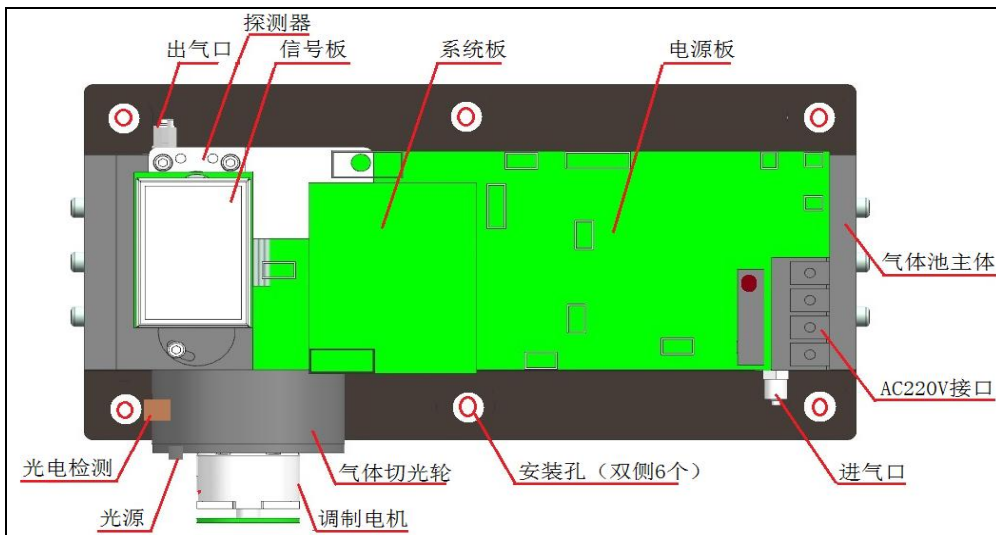 探测器
出气口
信号板
系统板
电源板
气体池主体
AC220V接口
光电检测
气体切光轮
安装孔（双侧6个）
进气口
光源
调制电机